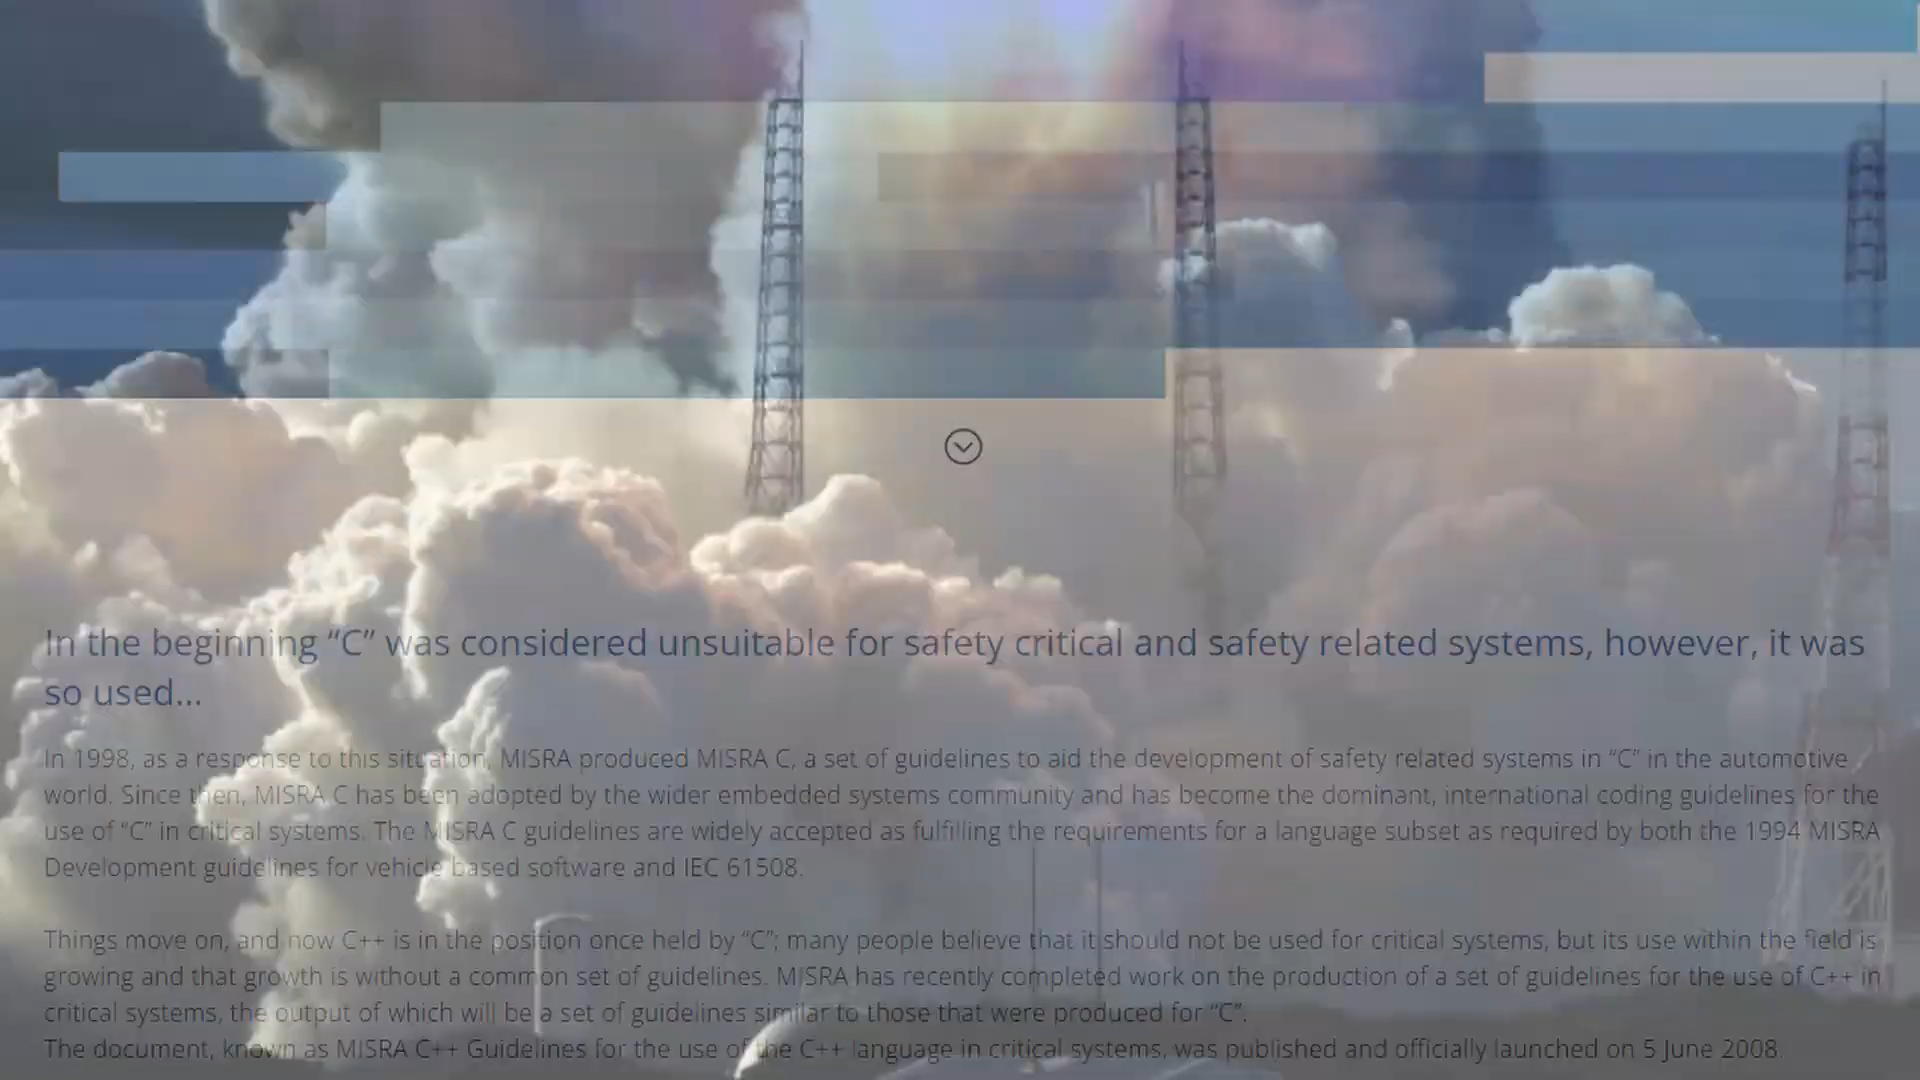 In the beginning “C” was considered unsuitable for safety critical and safety related systems, however, it was
so used...
In 1998, as a response to this situation, MISRA produced MISRA C, a set of guidelines to aid the development of safety related systems in “C” in the automotive
world. Since then, MISRA C has been adopted by the wider embedded systems community and has become the dominant, international coding guidelines for the
use of “C” in critical systems. The MISRA C guidelines are widely accepted as fulfilling the requirements for a language subset as required by both the 1994 MISRA
Development guidelines for vehicle based software and IEC 61508.
Things move on, and now C++ is in the position once held by “C”; many people believe that it should not be used for critical systems, but its use within the field is
growing and that growth is without a common set of guidelines. MISRA has recently completed work on the production of a set of guidelines for the use of C++ in
critical systems, the output of which will be a set of guidelines similar to those that were produced for “C”.
The document, known as MISRA C++ Guidelines for the use of the C++ language in critical systems, was published and officially launched on 5 June 2008.